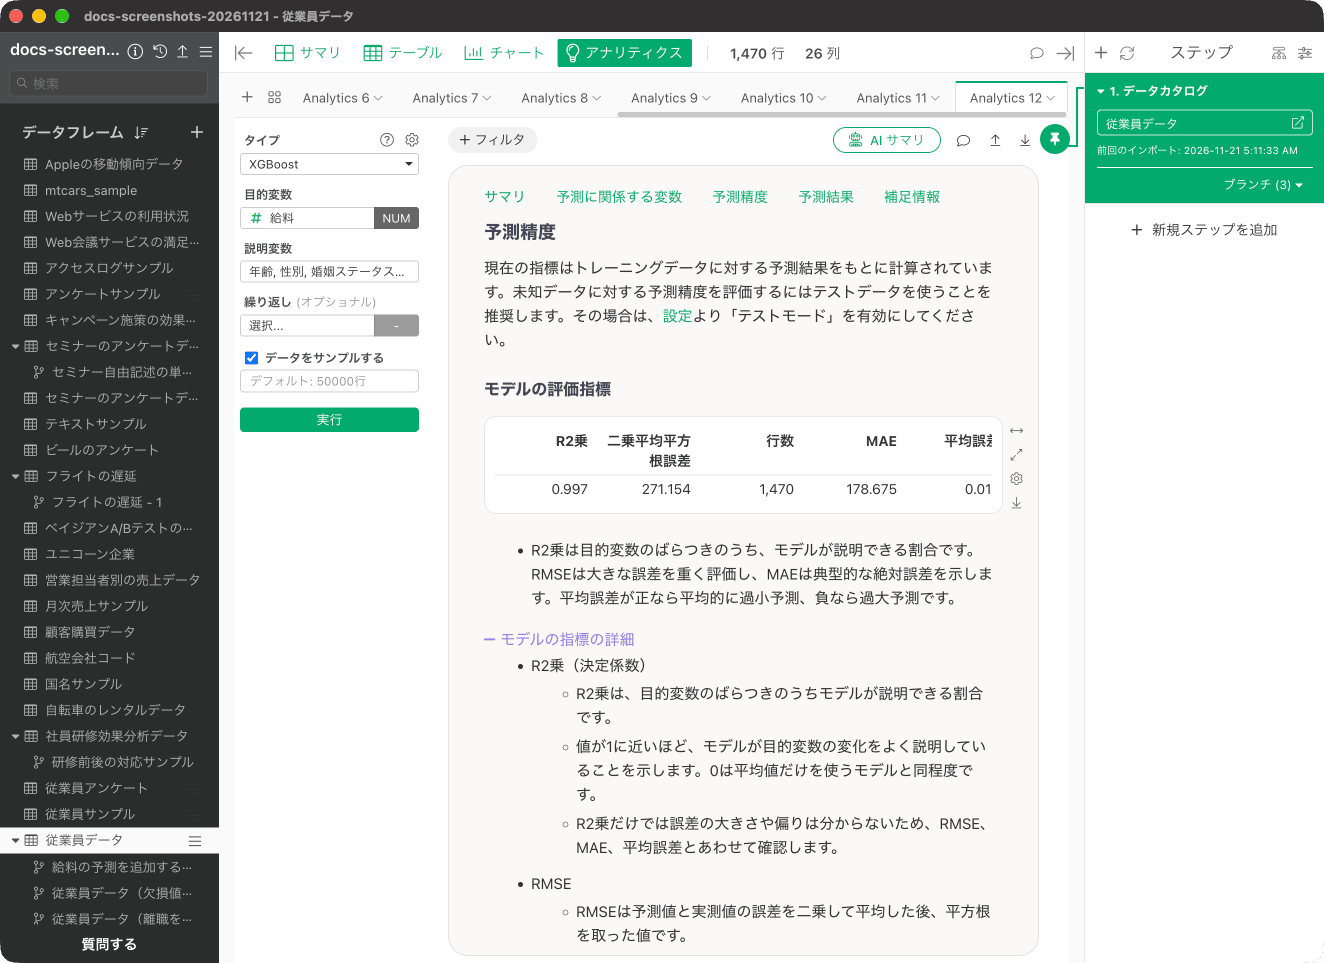 docs-screenshots-20261121 - 従業員データ
docs-screen...
検索
データフレーム
Appleの移動傾向データ
mtcars_sample
Webサービスの利用状況
Web会議サービスの満足…
アクセスログサンプル
アンケートサンプル
キャンペーン施策の効果…
セミナーのアンケートデ…
セミナー自由記述の単…
セミナーのアンケートデ…
テキストサンプル
ビールのアンケート
フライトの遅延
フライトの遅延 - 1
ベイジアンA/Bテストの…
ユニコーン企業
営業担当者別の売上データ
月次売上サンプル
顧客購買データ
航空会社コード
国名サンプル
自転車のレンタルデータ
社員研修効果分析データ
研修前後の対応サンプル
従業員アンケート
従業員サンプル
従業員データ
給料の予測を追加する…
従業員データ（欠損値…
従業員データ（離職を…
質問する
サマリ
テーブル
チャート
アナリティクス
1,470 行
26 列
Analytics 6
Analytics 7
Analytics 8
Analytics 9
Analytics 10
Analytics 11
Analytics 12
タイプ
XGBoost
目的変数
# 給料
NUM
説明変数
年齢, 性別, 婚姻ステータス...
繰り返し (オプショナル)
選択...
-
データをサンプルする
デフォルト: 50000行
実行
+ フィルタ
AI サマリ
サマリ
予測に関係する変数
予測精度
予測結果
補足情報
予測精度
現在の指標はトレーニングデータに対する予測結果をもとに計算されていま
す。未知データに対する予測精度を評価するにはテストデータを使うことを
推奨します。その場合は、設定より「テストモード」を有効にしてくださ
い。
モデルの評価指標
R2乗 二乗平均平方 行数 MAE 平均誤差
根誤差
0.997 271.154 1,470 178.675 0.01
• R2乗は目的変数のばらつきのうち、モデルが説明できる割合です。
RMSEは大きな誤差を重く評価し、MAEは典型的な絶対誤差を示しま
す。平均誤差が正なら平均的に過小予測、負なら過大予測です。
ー モデルの指標の詳細
• R2乗（決定係数）
◦ R2乗は、目的変数のばらつきのうちモデルが説明できる割合
です。
◦ 値が1に近いほど、モデルが目的変数の変化をよく説明してい
ることを示します。0は平均値だけを使うモデルと同程度で
す。
◦ R2乗だけでは誤差の大きさや偏りは分からないため、RMSE、
MAE、平均誤差とあわせて確認します。
• RMSE
◦ RMSEは予測値と実測値の誤差を二乗して平均した後、平方根
を取った値です。
ステップ
1. データカタログ
従業員データ
前回のインポート: 2026-11-21 5:11:33 AM
ブランチ (3)
+ 新規ステップを追加